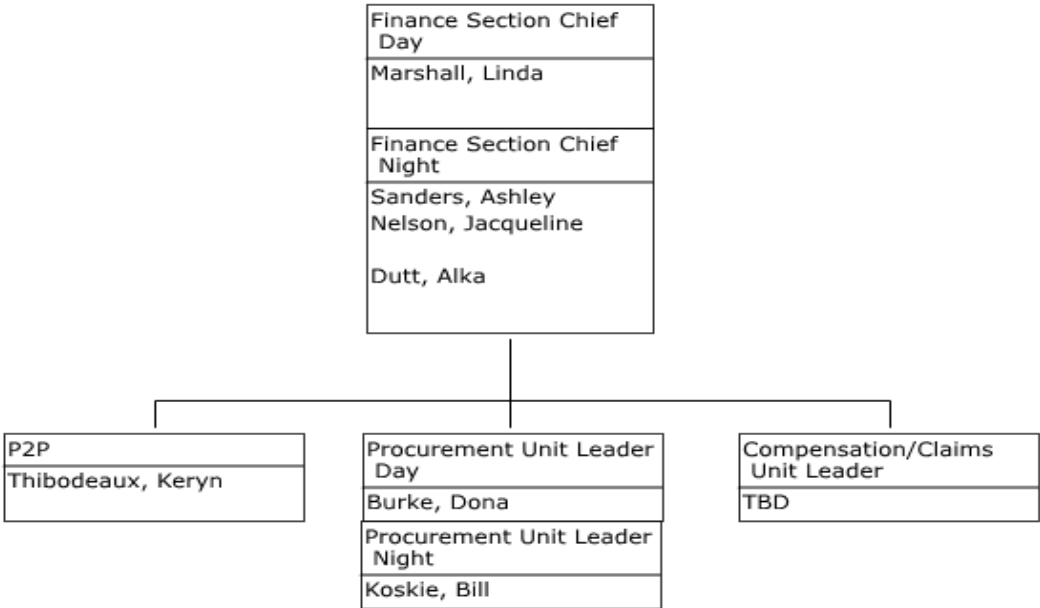 Finance Section Chief
Day
Marshall, Linda
Finance Section Chief
Night
Sanders, Ashley
Nelson, Jacqueline
Dutt, Alka
P2P
Thibodeaux, Keryn
Procurement Unit Leader
Day
Burke, Dona
Procurement Unit Leader
Night
Koskie, Bill
Compensation/Claims
Unit Leader
TBD